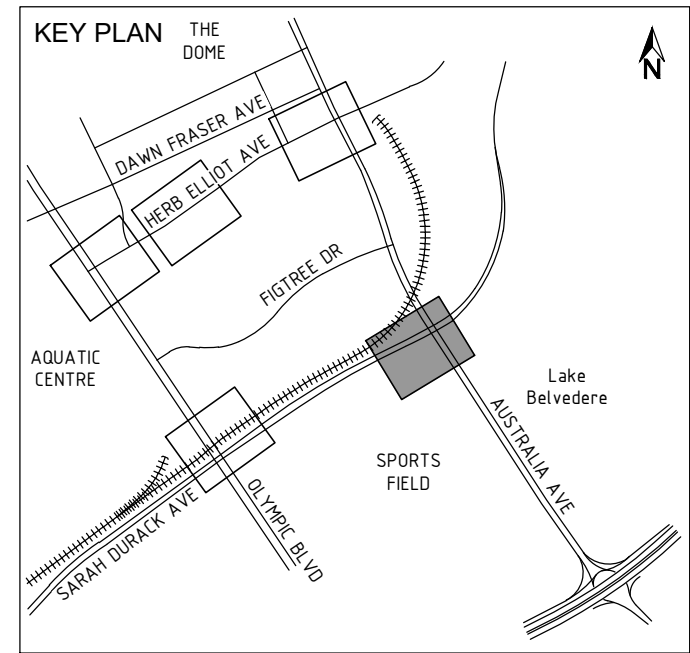 KEY PLAN
THE
DOME
N
DAWN FRASER AVE
HERB ELLIOT AVE
FIGTREE DR
AQUATIC
CENTRE
Lake
Belvedere
AUSTRALIA AVE
SPORTS
FIELD
OLYMPIC BLVD
SARAH DURACK AVE